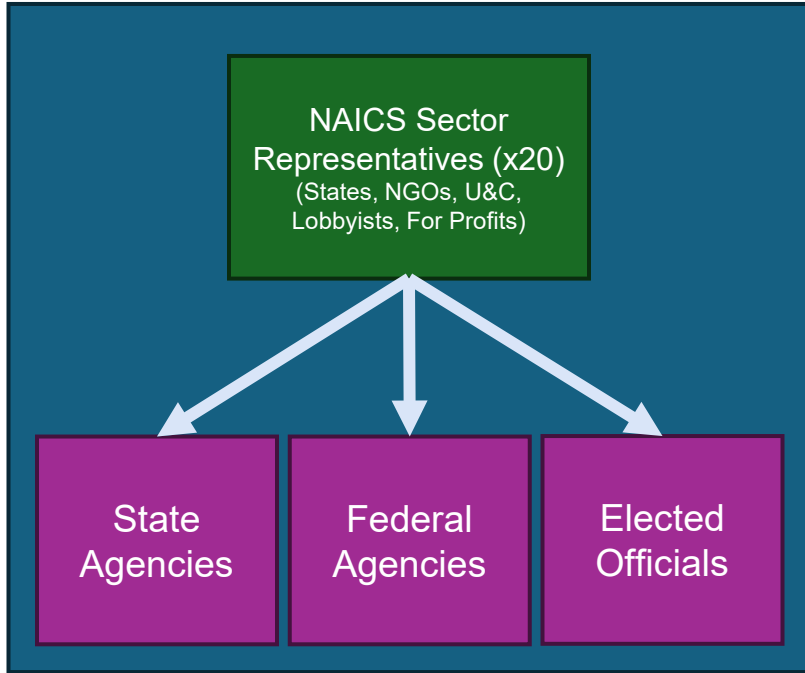 NAICS Sector
Representatives (x20)
(States, NGOs, U&C,
Lobbyists, For Profits)
State
Agencies
Federal
Agencies
Elected
Officials